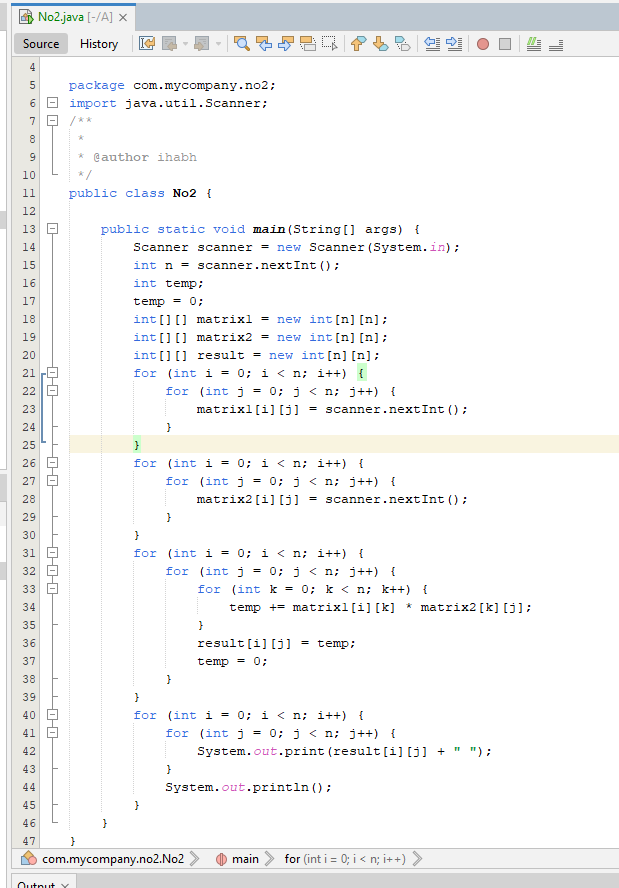 No2.java [-/A] ×
Source History
4
5 package com.mycompany.no2;
6 import java.util.Scanner;
7 /**
8 *
9 * @author ihabh
10 */
11 public class No2 {
12
13 public static void main(String[] args) {
14 Scanner scanner = new Scanner(System.in);
15 int n = scanner.nextInt();
16 int temp;
17 temp = 0;
18 int[][] matrix1 = new int[n][n];
19 int[][] matrix2 = new int[n][n];
20 int[][] result = new int[n][n];
21 for (int i = 0; i < n; i++) {
22 for (int j = 0; j < n; j++) {
23 matrix1[i][j] = scanner.nextInt();
24 }
25 }
26 for (int i = 0; i < n; i++) {
27 for (int j = 0; j < n; j++) {
28 matrix2[i][j] = scanner.nextInt();
29 }
30 }
31 for (int i = 0; i < n; i++) {
32 for (int j = 0; j < n; j++) {
33 for (int k = 0; k < n; k++) {
34 temp += matrix1[i][k] * matrix2[k][j];
35 }
36 result[i][j] = temp;
37 temp = 0;
38 }
39 }
40 for (int i = 0; i < n; i++) {
41 for (int j = 0; j < n; j++) {
42 System.out.print(result[i][j] + " ");
43 }
44 System.out.println();
45 }
46 }
47 }
com.mycompany.no2.No2 main for (int i = 0; i < n; i++)
Output ×